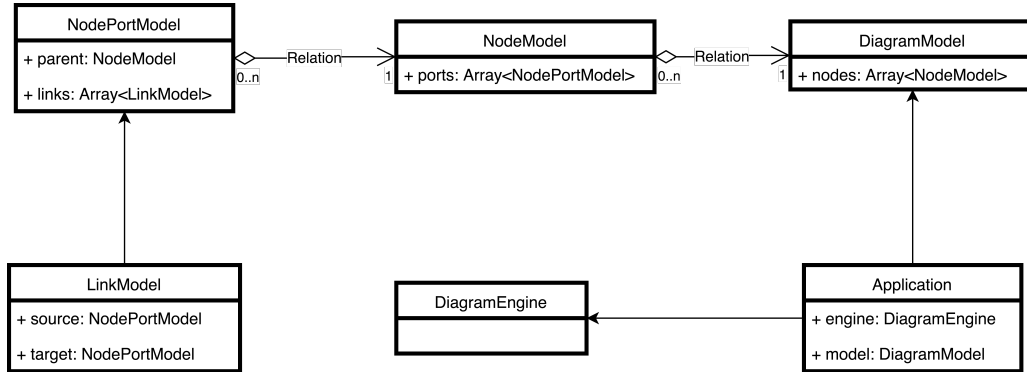 NodePortModel
+ parent: NodeModel
+ links: Array<LinkModel>
0..n
Relation
1
NodeModel
+ ports: Array<NodePortModel>
0..n
Relation
1
DiagramModel
+ nodes: Array<NodeModel>
LinkModel
+ source: NodePortModel
+ target: NodePortModel
DiagramEngine
Application
+ engine: DiagramEngine
+ model: DiagramModel